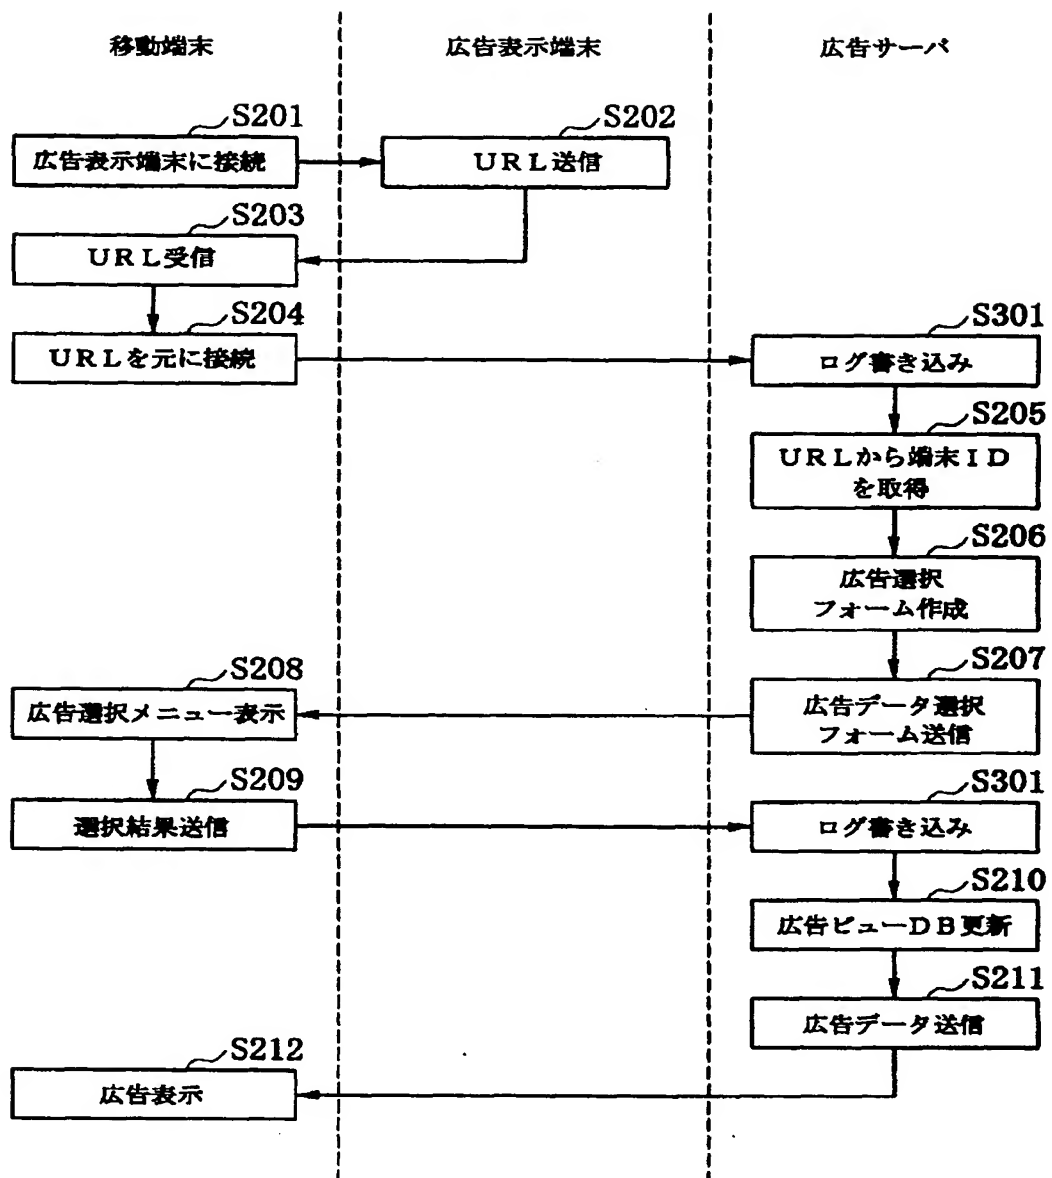 移動端末
広告表示端末
広告サーバ
S201
広告表示端末に接続
S202
ＵＲＬ送信
S203
ＵＲＬ受信
S204
ＵＲＬを元に接続
S301
ログ書き込み
S205
ＵＲＬから端末ＩＤ
を取得
S206
広告選択
フォーム作成
S207
広告データ選択
フォーム送信
S208
広告選択メニュー表示
S209
選択結果送信
S301
ログ書き込み
S210
広告ビューＤＢ更新
S211
広告データ送信
S212
広告表示